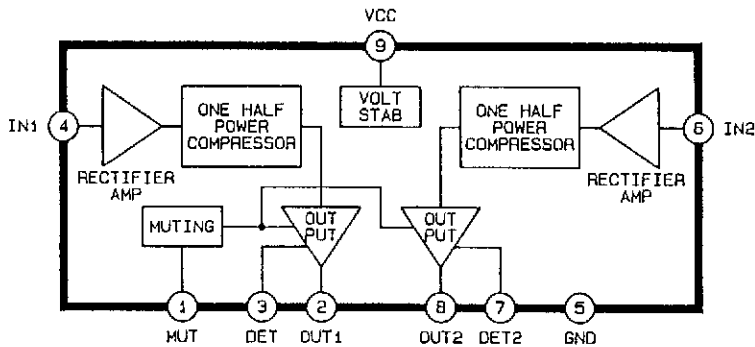 VCC
9
ONE HALF
POWER
COMPRESSOR
VOLT
STAB
ONE HALF
POWER
COMPRESSOR
IN1
4
6
IN2
RECTIFIER
AMP
RECTIFIER
AMP
MUTING
OUT
PUT
OUT
PUT
1
3
2
8
7
5
MUT
DET
OUT1
OUT2
DET2
GND